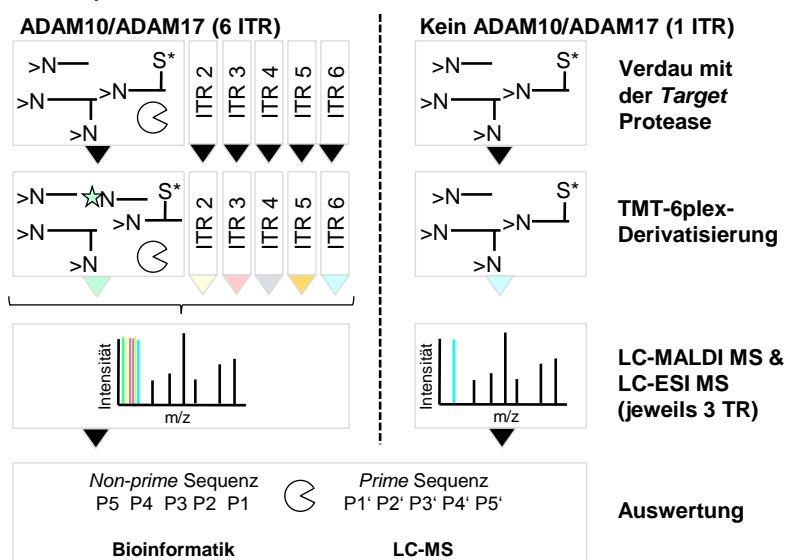 ADAM10/ADAM17 (6 ITR)
Kein ADAM10/ADAM17 (1 ITR)
>N
S*
>N
>N
>N
ITR 2
ITR 3
ITR 4
ITR 5
ITR 6
>N
S*
>N
>N
>N
Verdau mit
der Target
Protease
>N
N
S*
>N
>N
>N
ITR 2
ITR 3
ITR 4
ITR 5
ITR 6
>N
S*
>N
>N
>N
TMT-6plex-
Derivatisierung
Intensität
m/z
Intensität
m/z
LC-MALDI MS &
LC-ESI MS
(jeweils 3 TR)
Non-prime Sequenz
P5 P4 P3 P2 P1
Prime Sequenz
P1‘ P2‘ P3‘ P4‘ P5‘
Bioinformatik
LC-MS
Auswertung